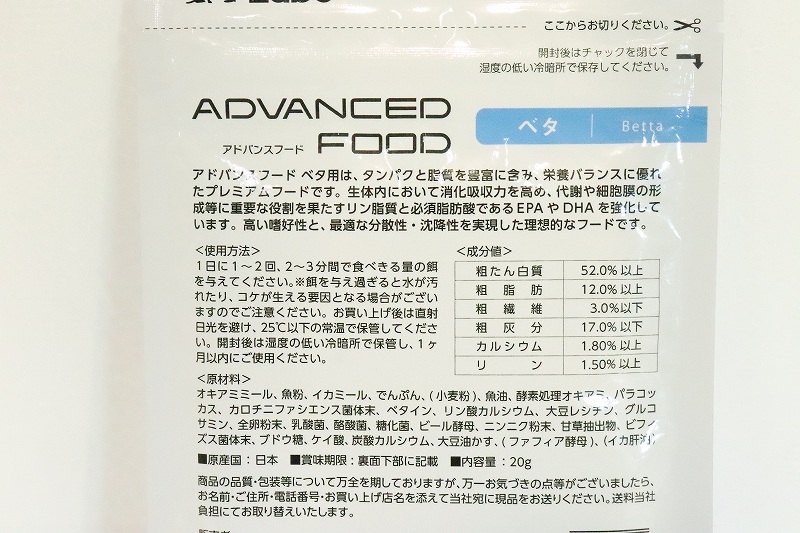 ここからお切りください。
開封後はチャックを閉じて
湿度の低い冷暗所で保存してください。
ADVANCED
アドバンスフード FOOD
ベタ | Betta
アドバンスフード ベタ用は、タンパクと脂質を豊富に含み、栄養バランスに優れ
たプレミアムフードです。生体内において消化吸収力を高め、代謝や細胞膜の形
成等に重要な役割を果たすリン脂質と必須脂肪酸であるEPAやDHAを強化して
います。高い嗜好性と、最適な分散性・沈降性を実現した理想的なフードです。
<使用方法>
1日に1〜2回、2〜3分間で食べきる量の餌
を与えてください。※餌を与え過ぎると水が汚
れたり、コケが生える要因となる場合がござい
ますのでご注意ください。お買い上げ後は直射
日光を避け、25℃以下の常温で保管してくださ
い。開封後は湿度の低い冷暗所で保管し、1ヶ
月以内にご使用ください。
<成分値>
粗たん白質 52.0%以上
粗脂肪 12.0%以上
粗繊維 3.0%以下
粗灰分 17.0%以下
カルシウム 1.80%以上
リン 1.50%以上
<原材料>
オキアミミール、魚粉、イカミール、でんぷん、(小麦粉)、魚油、酵素処理オキアミ、パラコッ
カス、カロチニファシエンス菌体末、ベタイン、リン酸カルシウム、大豆レシチン、グルコ
サミン、全卵粉末、乳酸菌、酪酸菌、糖化菌、ビール酵母、ニンニク粉末、甘草抽出物、ビフィ
ズス菌体末、ブドウ糖、ケイ酸、炭酸カルシウム、大豆油かす、(ファフィア酵母)、(イカ肝油)
■原産国：日本 ■賞味期限：裏面下部に記載 ■内容量：20g
商品の品質・包装等について万全を期しておりますが、万一お気づきの点等がございましたら、
お名前・ご住所・電話番号・お買い上げ店名を添えて当社宛に現品をお送りください。送料当社
負担にてお取り替えいたします。